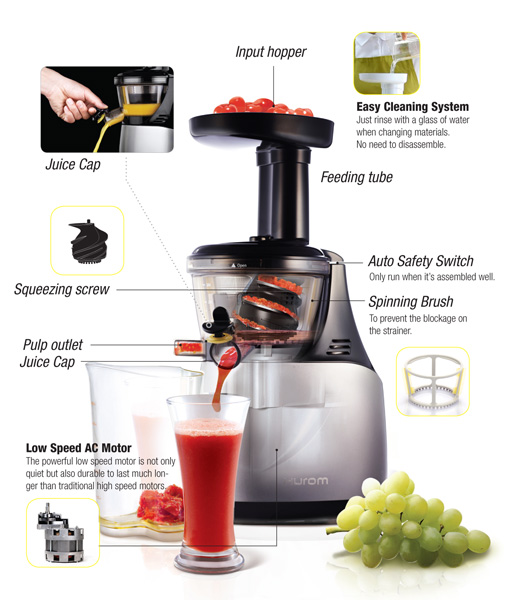 Input hopper
Easy Cleaning System
Just rinse with a glass of water
when changing materials.
No need to disassemble.
Juice Cap
Feeding tube
Open
Auto Safety Switch
Only run when it's assembled well.
Squeezing screw
Spinning Brush
To prevent the blockage on
the strainer.
Pulp outlet
Juice Cap
Low Speed AC Motor
The powerful low speed motor is not only
quiet but also durable to last much lon-
ger than traditional high speed motors.
urom